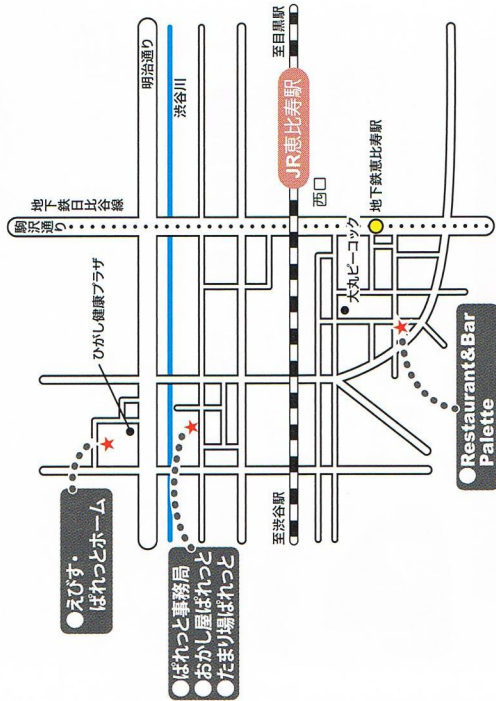 至目黒駅
明治通り
渋谷川
JR恵比寿駅
西口
地下鉄恵比寿駅
地下鉄日比谷線
駒沢通り
大丸ピーコック
ひがし健康プラザ
至渋谷駅
●えびす・
ぱれっとホーム
●ぱれっと事務局
●おかし屋ぱれっと
●たまり場ぱれっと
●Restaurant&Bar
Palette